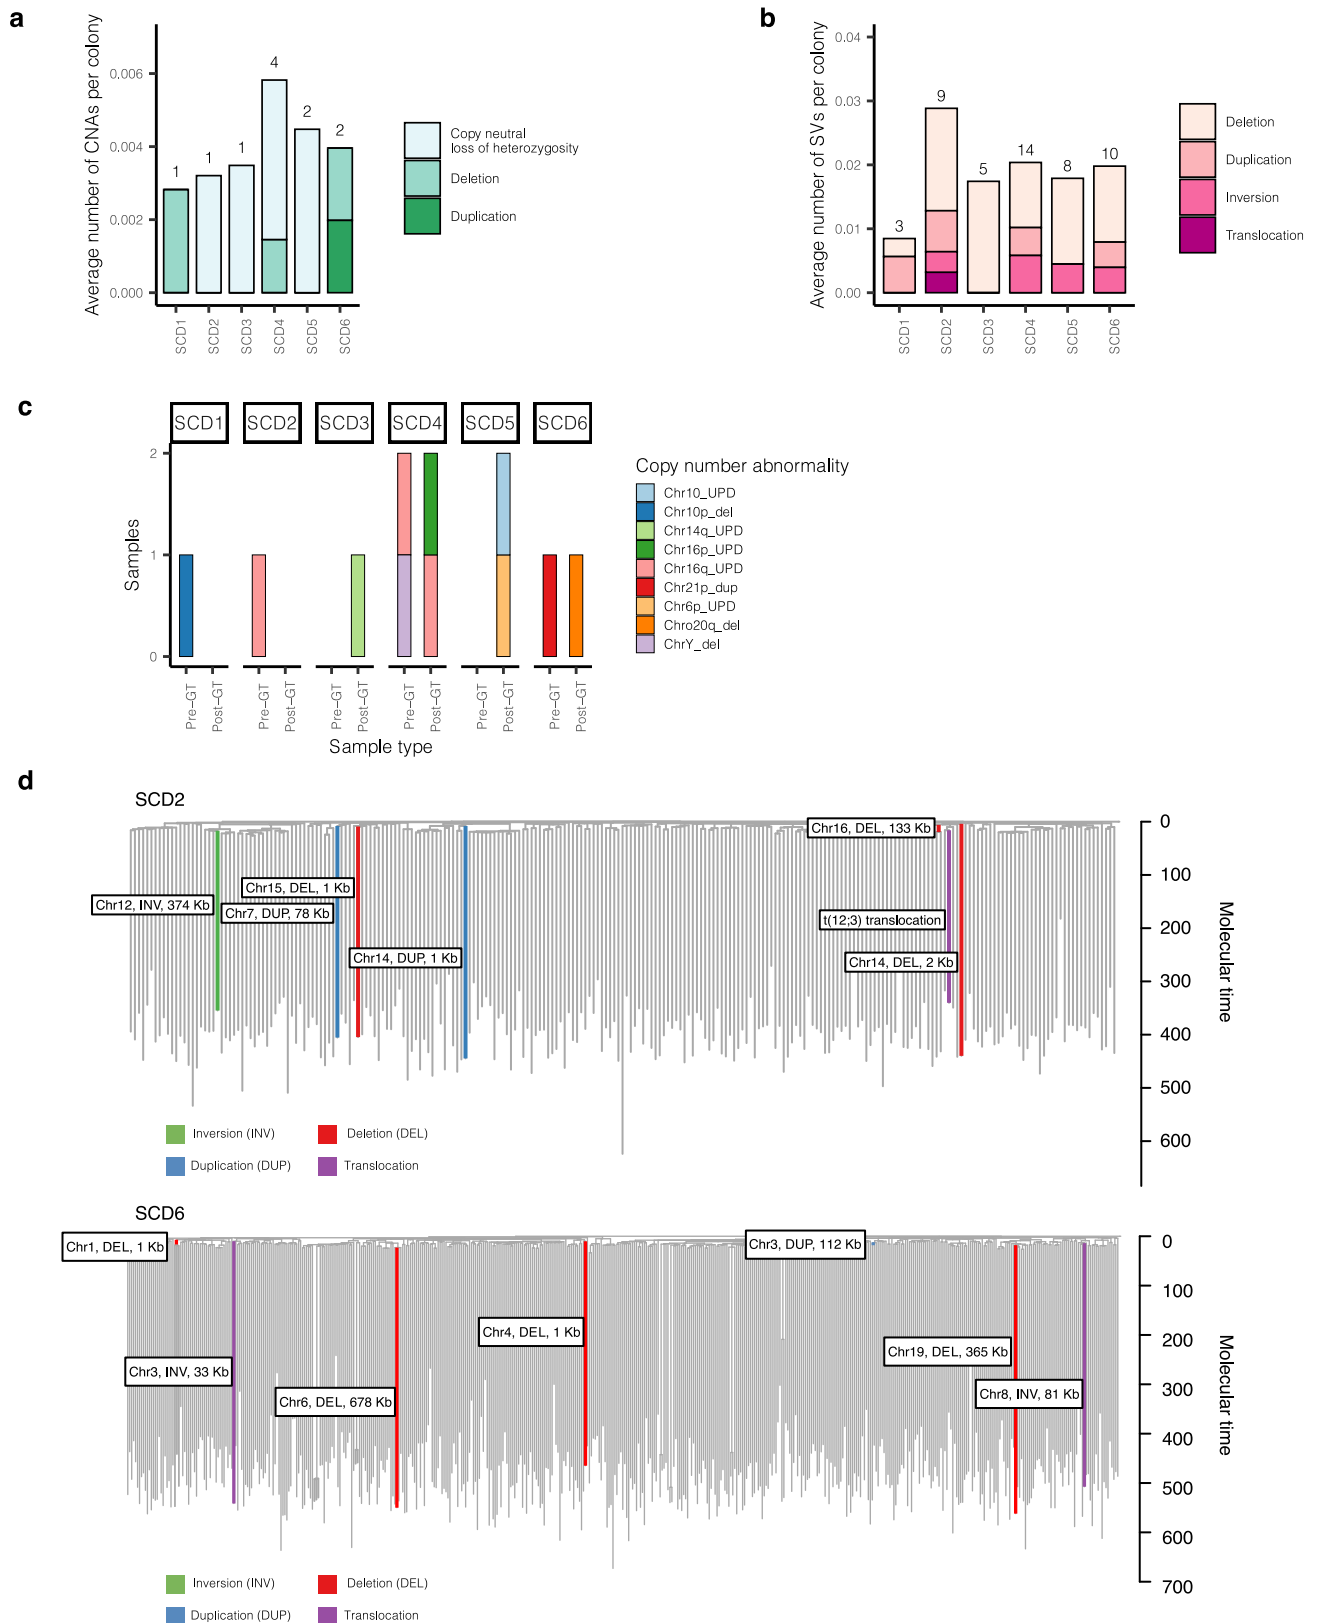 a
Average number of CNAs per colony
0.006
0.004
0.002
0.000
1
1
1
4
2
2
SCD1
SCD2
SCD3
SCD4
SCD5
SCD6
Copy neutral
loss of heterozygosity
Deletion
Duplication
b
Average number of SVs per colony
0.04
0.03
0.02
0.01
0.00
3
9
5
14
8
10
SCD1
SCD2
SCD3
SCD4
SCD5
SCD6
Deletion
Duplication
Inversion
Translocation
c
SCD1
SCD2
SCD3
SCD4
SCD5
SCD6
Samples
2
1
0
Pre-GT
Post-GT
Pre-GT
Post-GT
Pre-GT
Post-GT
Pre-GT
Post-GT
Pre-GT
Post-GT
Pre-GT
Post-GT
Sample type
Copy number abnormality
Chr10_UPD
Chr10p_del
Chr14q_UPD
Chr16p_UPD
Chr16q_UPD
Chr21p_dup
Chr6p_UPD
Chro20q_del
ChrY_del
d
SCD2
Chr16, DEL, 133 Kb
Chr15, DEL, 1 Kb
Chr12, INV, 374 Kb
Chr7, DUP, 78 Kb
t(12;3) translocation
Chr14, DUP, 1 Kb
Chr14, DEL, 2 Kb
0
100
200
300
400
500
600
Molecular time
Inversion (INV)
Deletion (DEL)
Duplication (DUP)
Translocation
SCD6
Chr1, DEL, 1 Kb
Chr3, DUP, 112 Kb
Chr4, DEL, 1 Kb
Chr19, DEL, 365 Kb
Chr3, INV, 33 Kb
Chr8, INV, 81 Kb
Chr6, DEL, 678 Kb
0
100
200
300
400
500
600
700
Molecular time
Inversion (INV)
Deletion (DEL)
Duplication (DUP)
Translocation